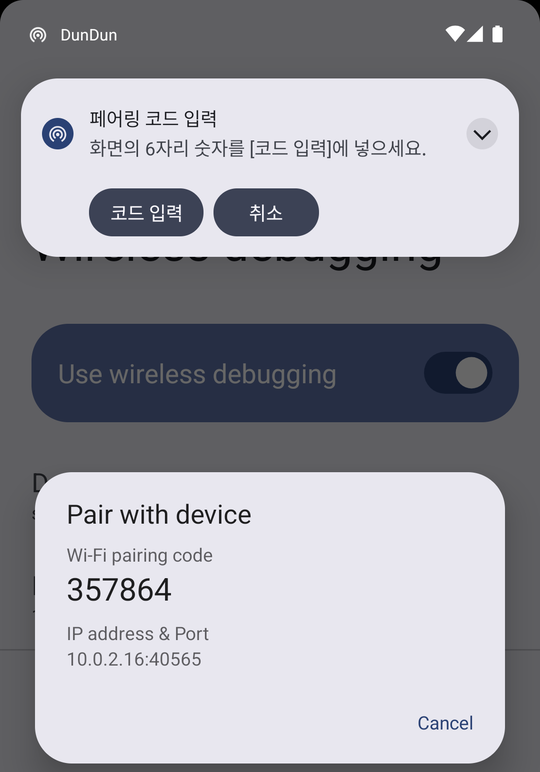 DunDun
페어링 코드 입력
화면의 6자리 숫자를 [코드 입력]에 넣으세요.
코드 입력 취소
Wireless debugging
Use wireless debugging
Pair with device
Wi-Fi pairing code
357864
IP address & Port
10.0.2.16:40565
Cancel